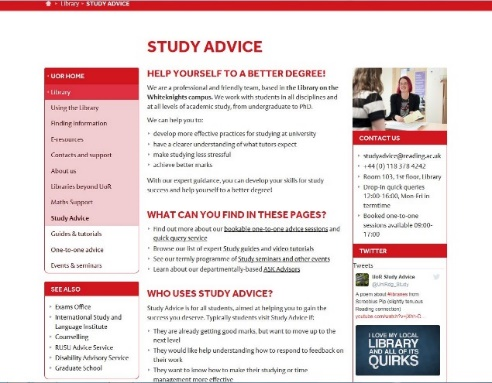 Library - STUDY ADVICE
STUDY ADVICE
UOR HOME
Library
Using the Library
Finding information
E-resources
Contacts and support
About us
Libraries beyond UoR
Maths Support
Study Advice
Guides & tutorials
One-to-one advice
Events & seminars
SEE ALSO
Exams Office
International Study and
Language Institute
Counselling
RUSU Advice Service
Disability Advisory Service
Graduate School
HELP YOURSELF TO A BETTER DEGREE!
We are a professional and friendly team, based in the Library on the
Whiteknights campus. We work with students in all disciplines and
at all levels of academic study, from undergraduate to PhD.
We can help you to:
develop more effective practices for studying at university
have a clearer understanding of what tutors expect
make studying less stressful
achieve better marks
With our expert guidance, you can develop your skills for study
success and help yourself to a better degree!
WHAT CAN YOU FIND IN THESE PAGES?
Find out more about our bookable one-to-one advice sessions and
quick query service
Browse our list of expert Study guides and video tutorials
See our termly programme of Study seminars and other events
Learn about our departmentally-based ASK Advisors
WHO USES STUDY ADVICE?
Study Advice is for all students, aimed at helping you to gain the
success you deserve. Typically students visit Study Advice if:
They are already getting good marks, but want to move up to the
next level
They would like help understanding how to respond to feedback on
their work
They want to know how to make their studying or time
management more effective
CONTACT US
studyadvice@reading.ac.uk
+44 (0) 118 378 4242
Room 103, 1st floor, Library
Drop-in quick queries
12:00-16:00, Mon-Fri in
termtime
Booked one-to-one
sessions available 09:00-
17:00
TWITTER
Tweets
UoR Study Advice
@UniRdg_Study
A poem about #libraries from
(slightly famous
Reading connection)
I LOVE MY LOCAL
LIBRARY
AND ALL OF ITS
QUIRKS